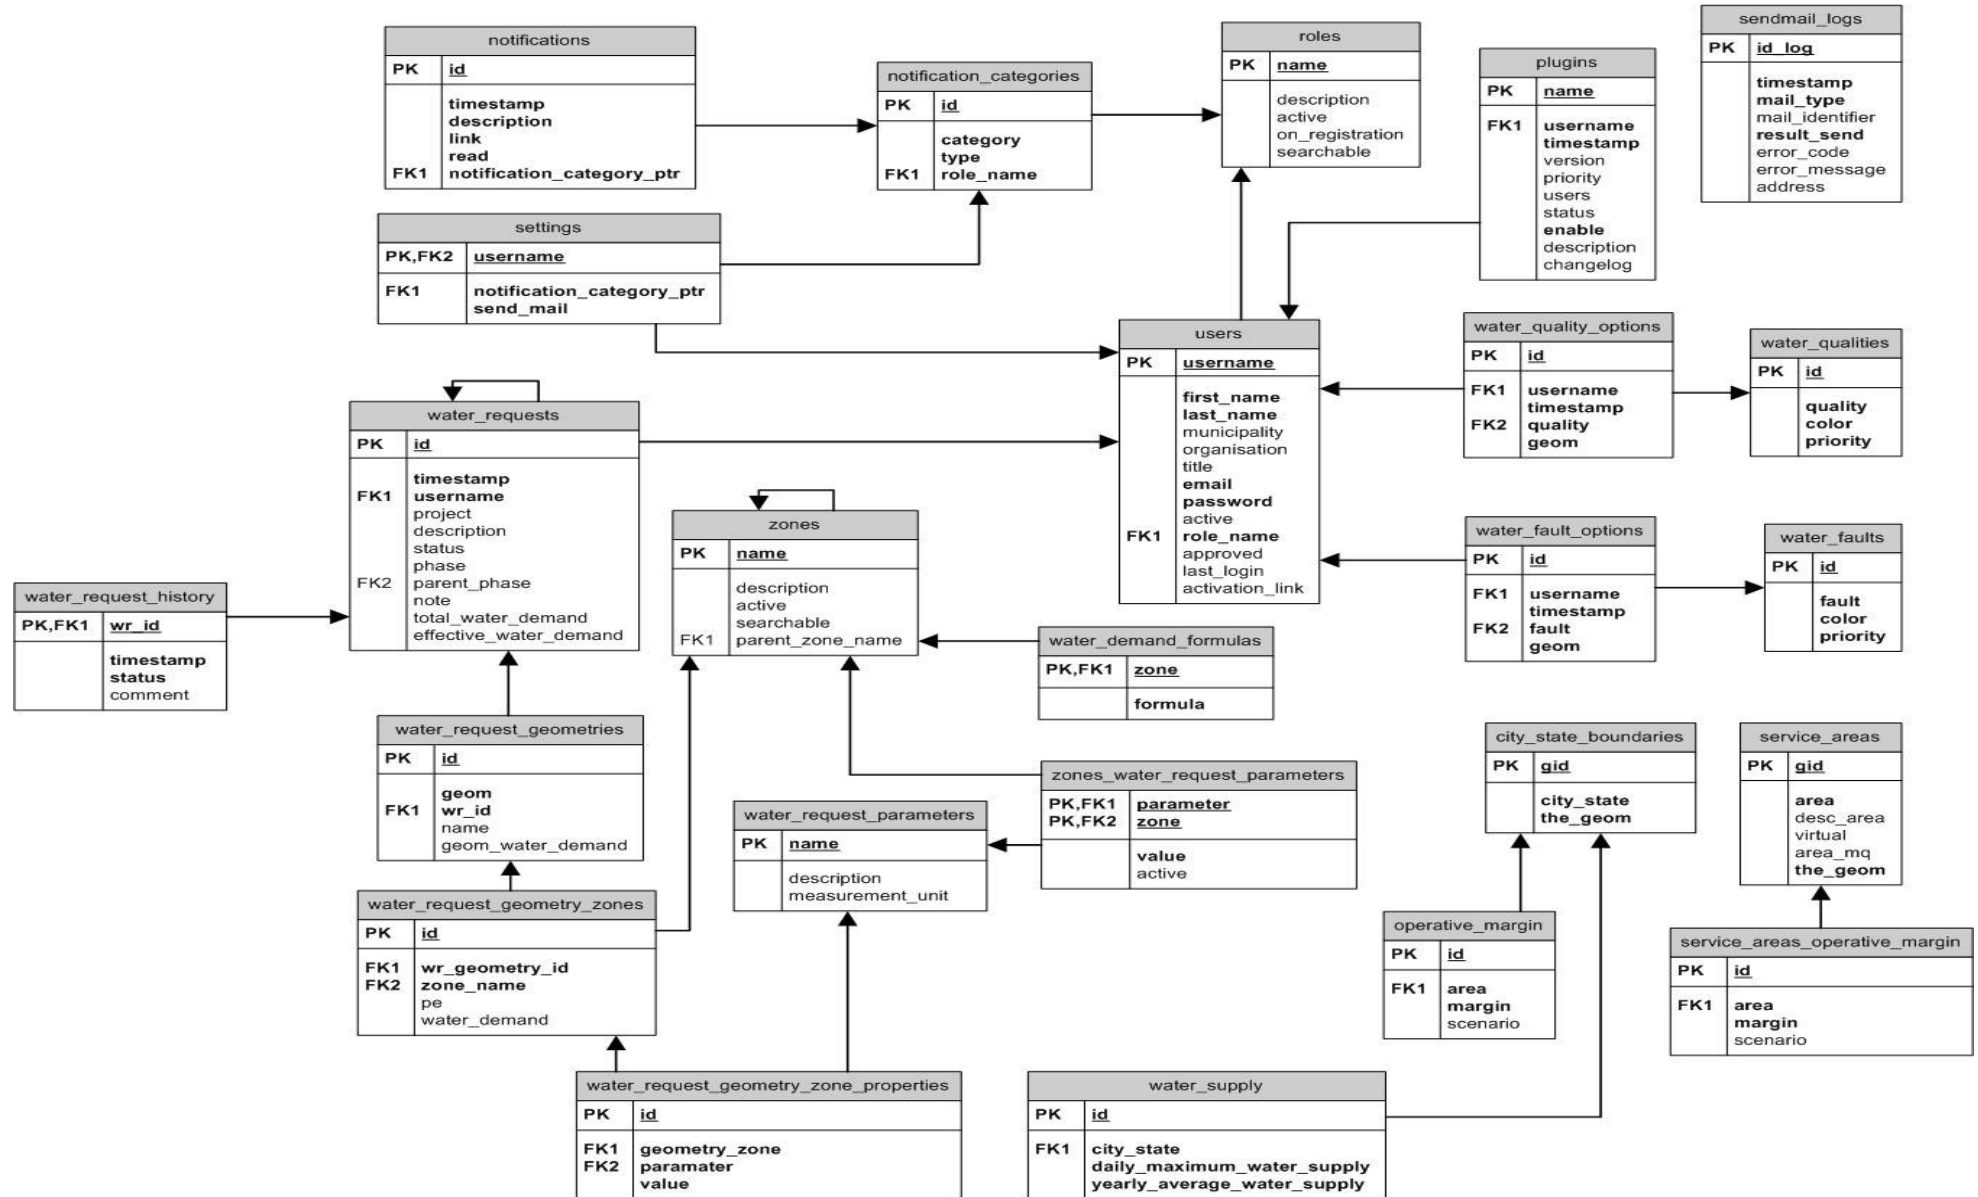 notifications
PK id
timestamp
description
link
read
FK1 notification_category_ptr
notification_categories
PK id
category
type
FK1 role_name
roles
PK name
description
active
on_registration
searchable
plugins
PK name
FK1 username
timestamp
version
priority
users
status
enable
description
changelog
sendmail_logs
PK id_log
timestamp
mail_type
mail_identifier
result_send
error_code
error_message
address
settings
PK,FK2 username
FK1 notification_category_ptr
send_mail
users
PK username
first_name
last_name
municipality
organisation
title
email
password
active
FK1 role_name
approved
last_login
activation_link
water_quality_options
PK id
FK1 username
timestamp
FK2 quality
geom
water_qualities
PK id
quality
color
priority
water_requests
PK id
timestamp
FK1 username
project
description
status
phase
FK2 parent_phase
note
total_water_demand
effective_water_demand
zones
PK name
description
active
searchable
FK1 parent_zone_name
water_fault_options
PK id
FK1 username
timestamp
FK2 fault
geom
water_faults
PK id
fault
color
priority
water_request_history
PK,FK1 wr_id
timestamp
status
comment
water_demand_formulas
PK,FK1 zone
formula
water_request_geometries
PK id
geom
FK1 wr_id
name
geom_water_demand
zones_water_request_parameters
PK,FK1 parameter
PK,FK2 zone
value
active
water_request_parameters
PK name
description
measurement_unit
city_state_boundaries
PK gid
city_state
the_geom
service_areas
PK gid
area
desc_area
virtual
area_mq
the_geom
water_request_geometry_zones
PK id
FK1 wr_geometry_id
FK2 zone_name
pe
water_demand
operative_margin
PK id
FK1 area
margin
scenario
service_areas_operative_margin
PK id
FK1 area
margin
scenario
water_request_geometry_zone_properties
PK id
FK1 geometry_zone
FK2 paramater
value
water_supply
PK id
FK1 city_state
daily_maximum_water_supply
yearly_average_water_supply